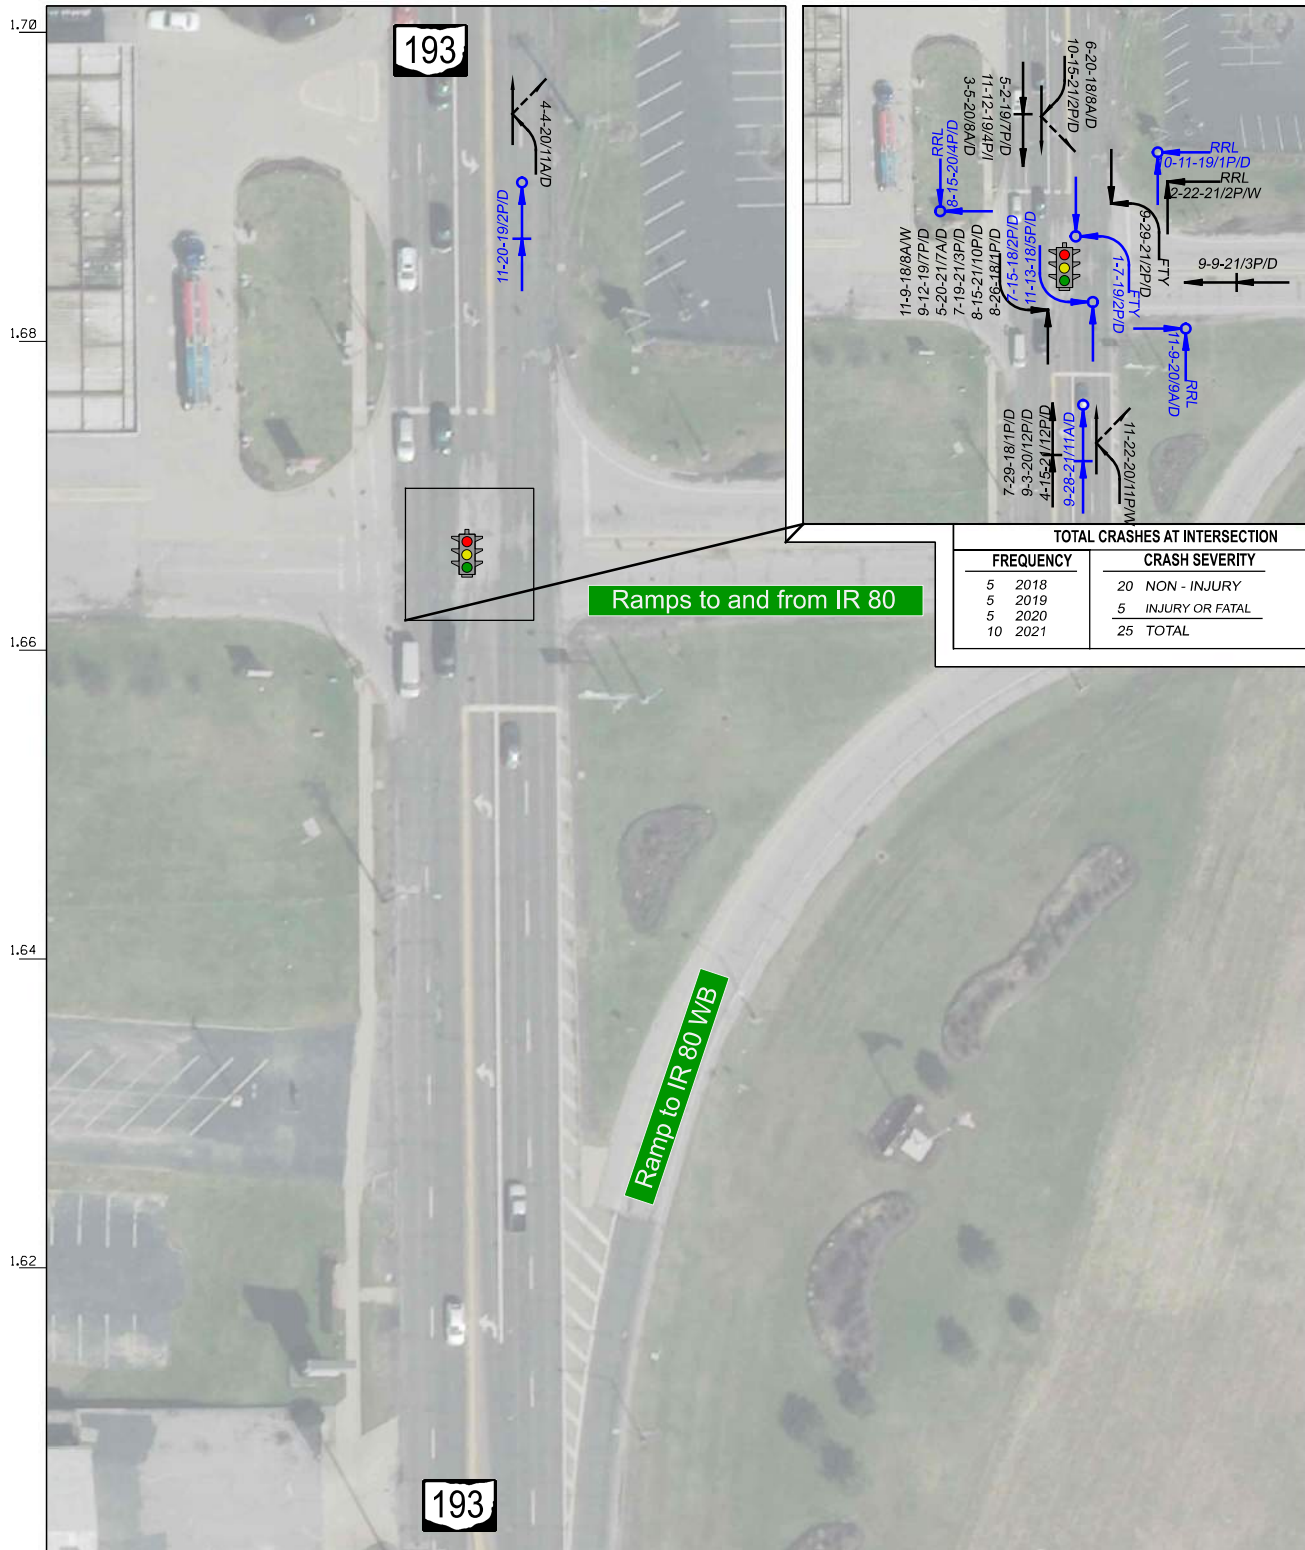 1.70
1.68
1.66
1.64
1.62
193
4-4-20/11A/D
11-20-19/2P/D
6-20-18/8A/D
10-15-21/2P/D
5-2-19/7P/D
11-12-19/4P/I
3-5-20/8A/D
RRL
8-15-20/4P/D
RRL
0-11-19/1P/D
RRL
2-22-21/2P/W
FTY
9-29-21/2P/D
9-9-21/3P/D
FTY
1-7-19/2P/D
11-9-18/8A/W
9-12-19/7P/D
5-20-21/7A/D
7-19-21/3P/D
8-15-21/10P/D
8-26-18/1P/D
7-15-18/2P/D
11-13-18/5P/D
RRL
11-9-20/9A/D
7-29-18/1P/D
9-3-20/12P/D
4-15-21/12P/D
9-28-21/11A/D
11-22-20/11P/W
TOTAL CRASHES AT INTERSECTION
FREQUENCY CRASH SEVERITY
5 2018 20 NON - INJURY
5 2019 5 INJURY OR FATAL
5 2020
10 2021 25 TOTAL
Ramps to and from IR 80
Ramp to IR 80 WB
193